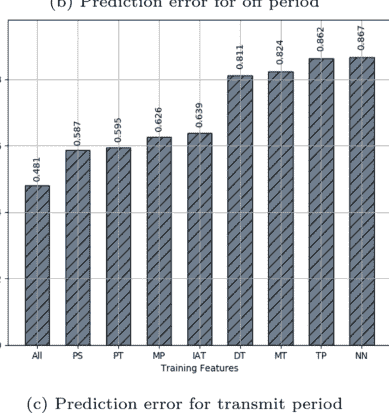 (b) Prediction error for off period
0.481
0.587
0.595
0.626
0.639
0.811
0.824
0.862
0.867
All PS PT MP IAT DT MT TP NN
Training Features
(c) Prediction error for transmit period